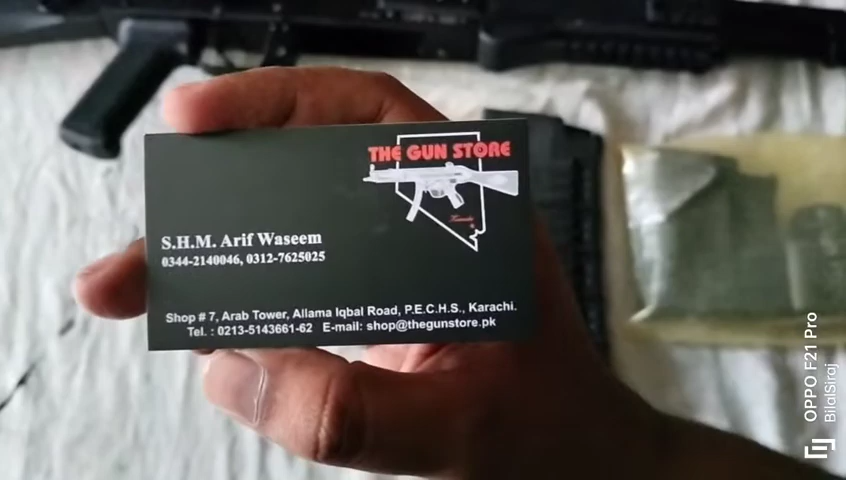 THE GUN STORE
S.H.M. Arif Waseem
0344-2140046, 0312-7625025
Shop # 7, Arab Tower, Allama Iqbal Road, P.E.C.H.S., Karachi.
Tel. : 0213-5143661-62 E-mail: shop@thegunstore.pk
OPPO F21 Pro
BilalSiraj